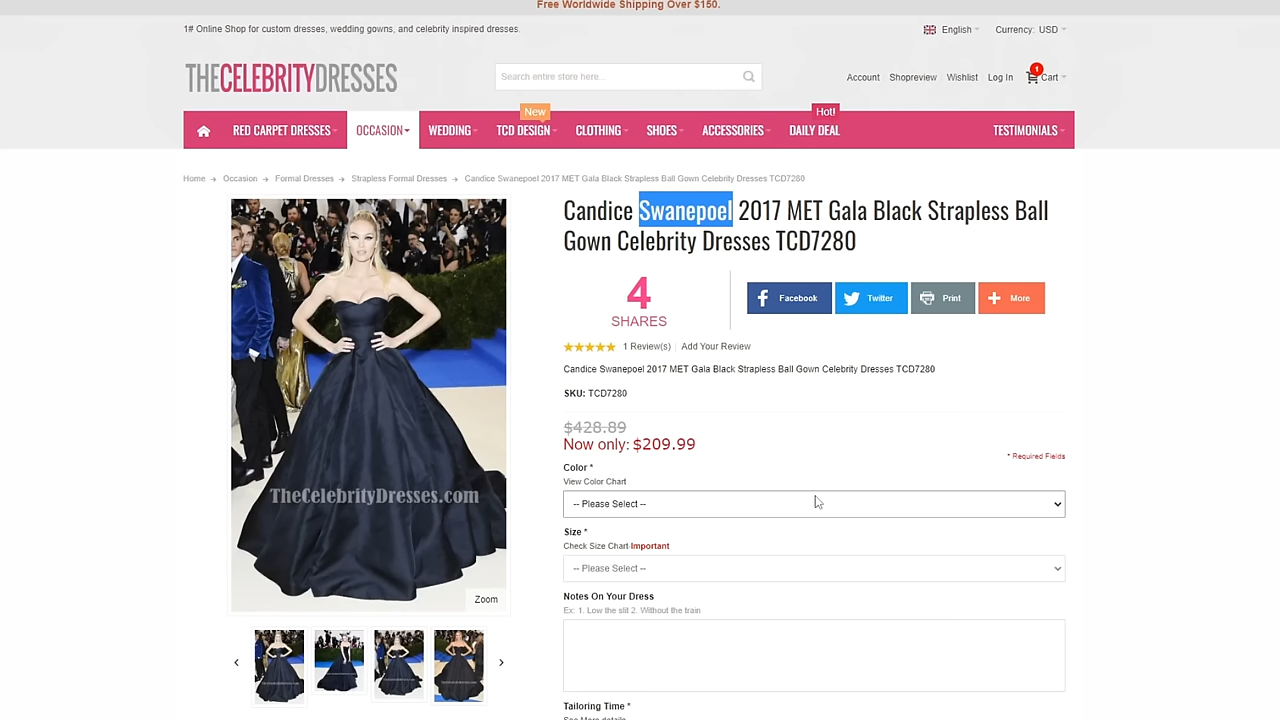 Free Worldwide Shipping Over $150.
1# Online Shop for custom dresses, wedding gowns, and celebrity inspired dresses.
English
Currency: USD
THECELEBRITYDRESSES
Search entire store here...
Account
Shopreview
Wishlist
Log In
1
Cart
New
Hot!
RED CARPET DRESSES
OCCASION
WEDDING
TCD DESIGN
CLOTHING
SHOES
ACCESSORIES
DAILY DEAL
TESTIMONIALS
Home → Occasion → Formal Dresses → Strapless Formal Dresses → Candice Swanepoel 2017 MET Gala Black Strapless Ball Gown Celebrity Dresses TCD7280
Candice Swanepoel 2017 MET Gala Black Strapless Ball
Gown Celebrity Dresses TCD7280
4
SHARES
Facebook
Twitter
Print
More
1 Review(s)
Add Your Review
Candice Swanepoel 2017 MET Gala Black Strapless Ball Gown Celebrity Dresses TCD7280
SKU: TCD7280
$428.89
Now only: $209.99
* Required Fields
Color *
View Color Chart
-- Please Select --
Size *
Check Size Chart-Important
-- Please Select --
Notes On Your Dress
Ex: 1. Low the slit 2. Without the train
Tailoring Time *
See More details
TheCelebrityDresses.com
Zoom